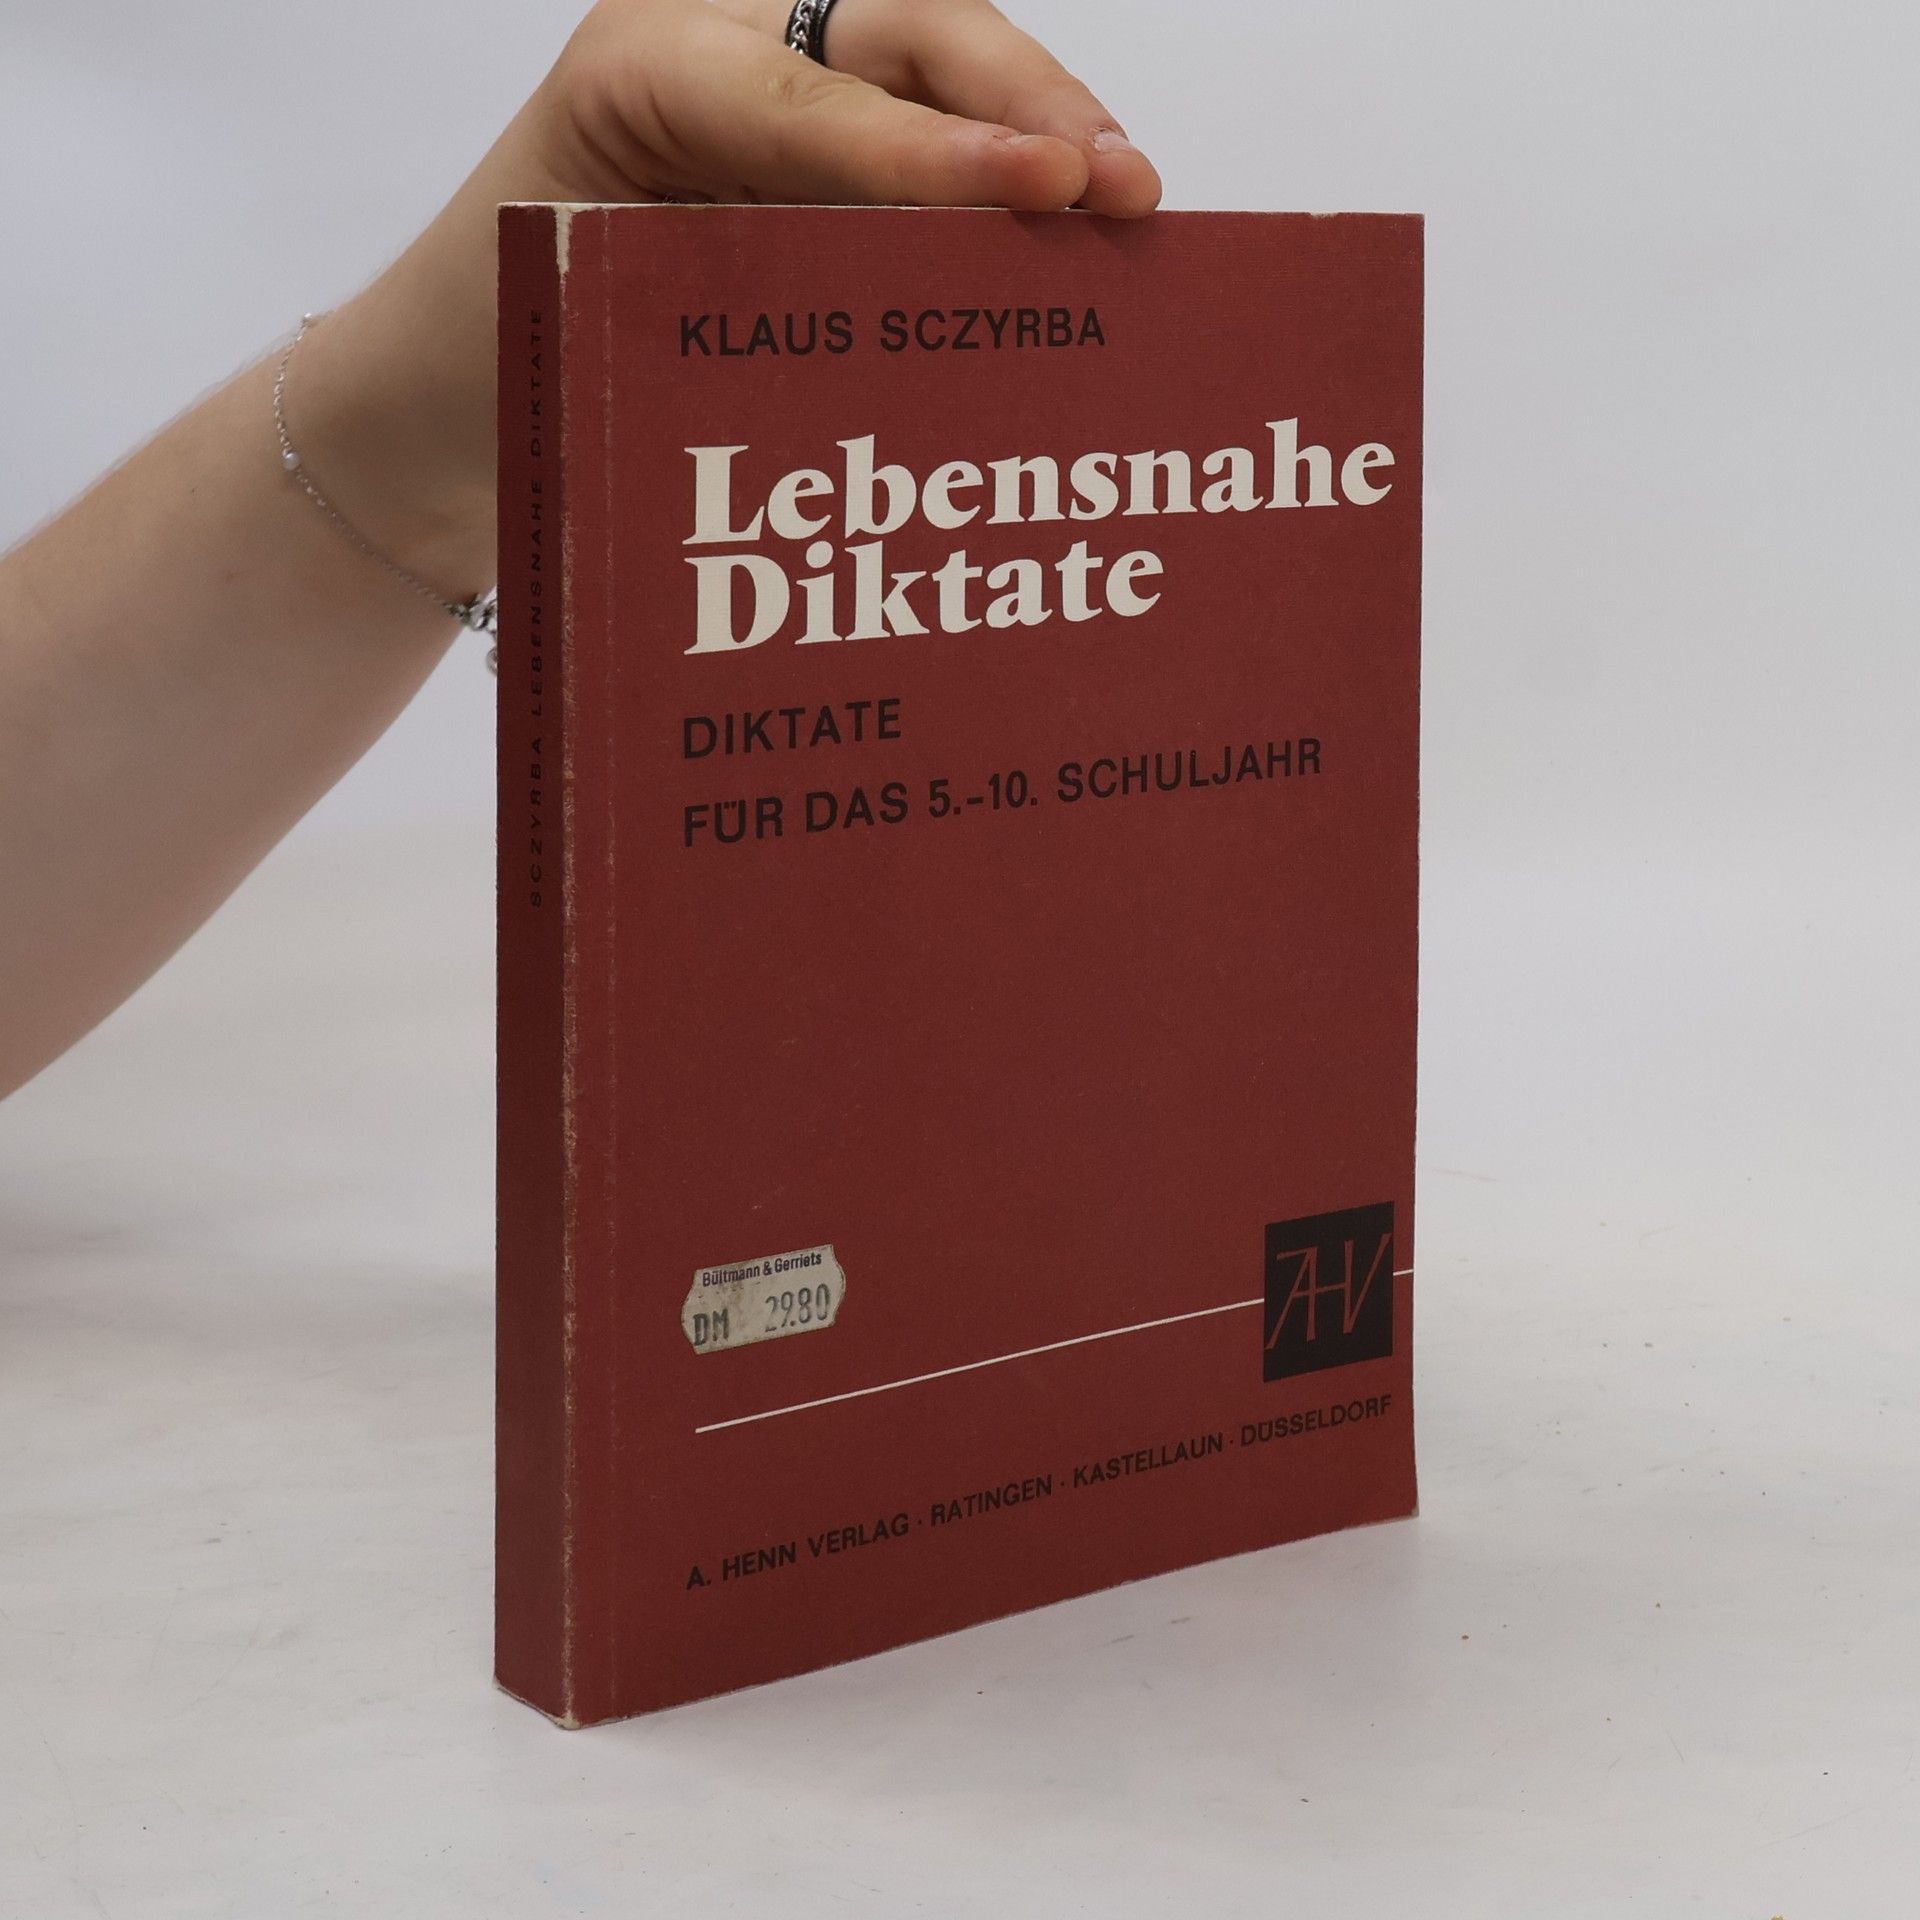 SCZYRBA LEBENSNAHE DIKTATE
KLAUS SCZYRBA
Lebensnahe
Diktate
DIKTATE
FÜR DAS 5.-10. SCHULJAHR
Bültmann & Gerriets
DM 29.80
AHV
A. HENN VERLAG · RATINGEN · KASTELLAUN · DÜSSELDORF